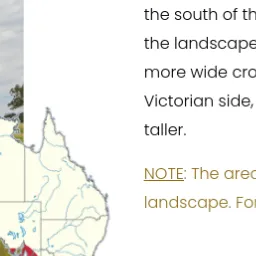 the south of th
the landscape
more wide cro
Victorian side,
taller.
NOTE: The area
landscape. For